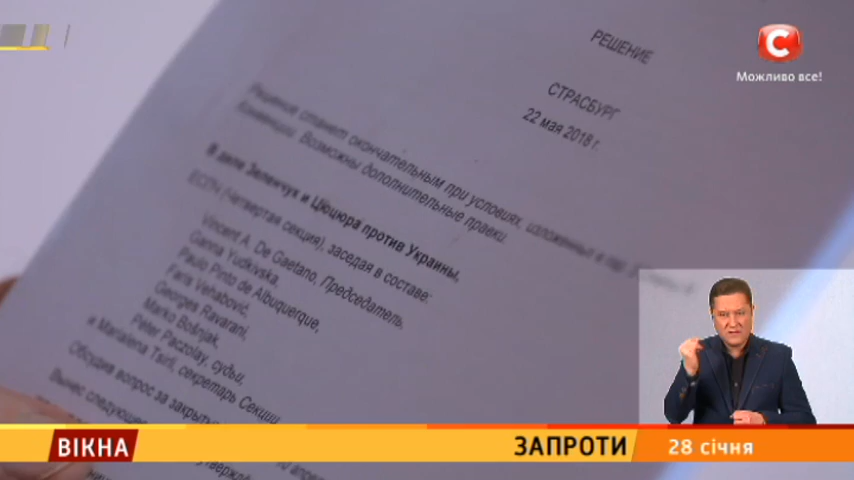 С
Можливо все!
РЕШЕНИЕ
СТРАСБУРГ
22 мая 2018 г.
Решение станет окончательным при условиях, изложенных в
Конвенции. Возможны дополнительные правки.
В деле Зеленчук и Цюцюра против Украины,
ЕСПЧ (Четвертая секция), заседая в составе:
Vincent A. De Gaetano, Председатель,
Ganna Yudkivska,
Paulo Pinto de Albuquerque,
Faris Vehabović,
Georges Ravarani,
Marko Bošnjak,
Peter Paczolay, судьи,
и Marialena Tsirli, секретарь Секции
Обсудив вопрос за
Вынес
ВІКНА
ЗАПРОТИ
28 січня